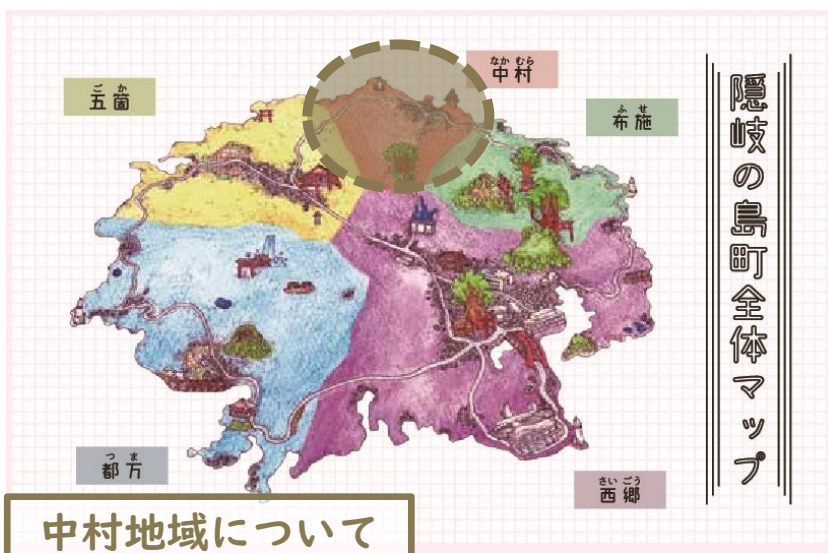 隠岐の島町全体マップ
ごか
五箇
なかむら
中村
ふせ
布施
つま
都万
さいごう
西郷
中村地域について